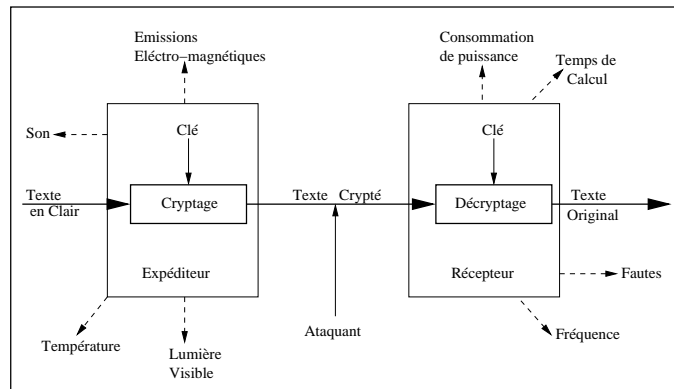 Emissions
Eléctro-magnétiques
Consommation
de puissance
Temps de
Calcul
Son
Clé
Clé
Texte
en Clair
Cryptage
Texte Crypté
Décryptage
Texte
Original
Expéditeur
Récepteur
Fautes
Ataquant
Température
Lumière
Visible
Fréquence